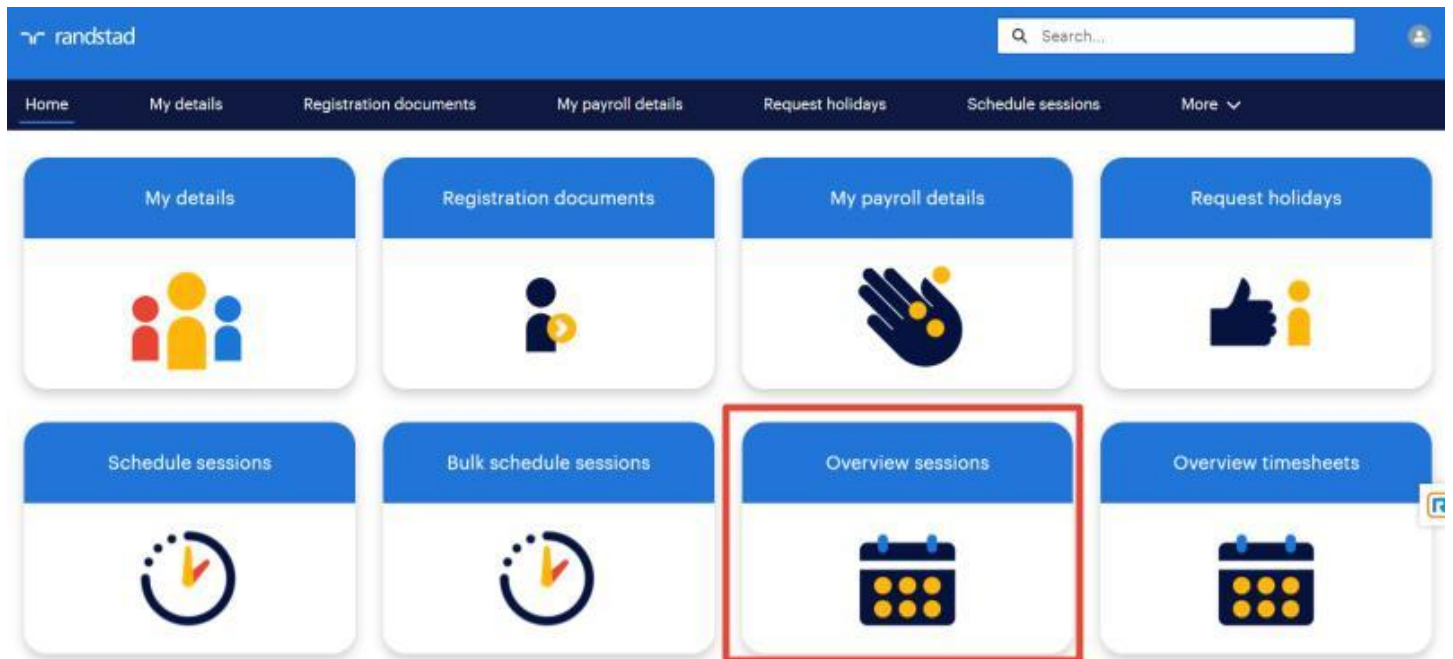 randstad
Search...
Home My details Registration documents My payroll details Request holidays Schedule sessions More
My details Registration documents My payroll details Request holidays
Schedule sessions Bulk schedule sessions Overview sessions Overview timesheets